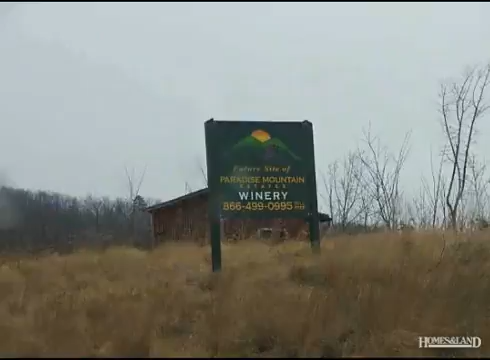 Future Site of
PARADISE MOUNTAIN
ESTATES
WINERY
866-499-0995
HOMES&LAND